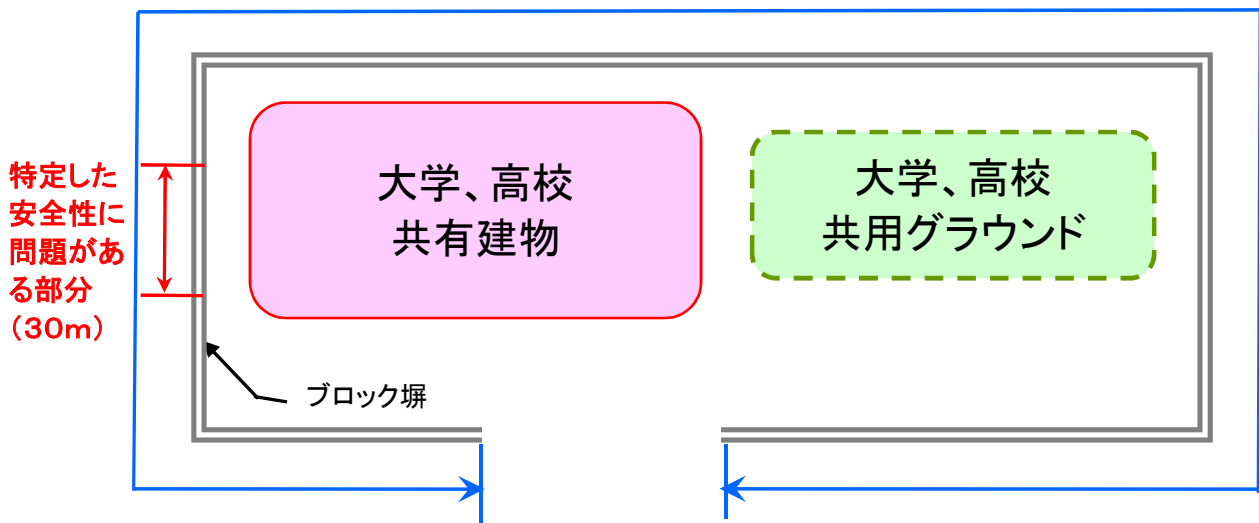 特定した
安全性に
問題があ
る部分
（30m）
大学、高校
共有建物
大学、高校
共用グラウンド
ブロック塀